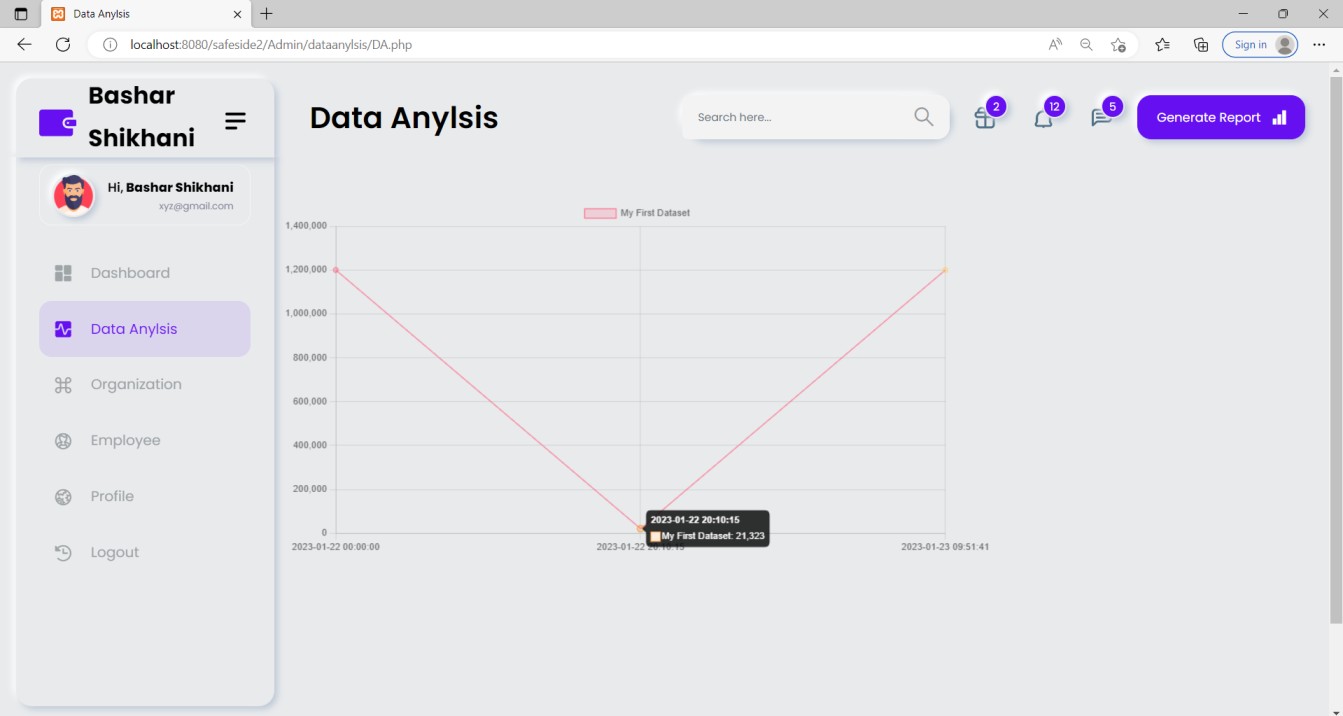 Data Anylsis
localhost:8080/safeside2/Admin/dataanylsis/DA.php
Sign in
Bashar
Shikhani
Data Anylsis
Search here...
2
12
5
Generate Report
Hi, Bashar Shikhani
xyz@gmail.com
Dashboard
Data Anylsis
Organization
Employee
Profile
Logout
My First Dataset
1,400,000
1,200,000
1,000,000
800,000
600,000
400,000
200,000
0
2023-01-22 20:10:15
My First Dataset: 21,323
2023-01-22 00:00:00
2023-01-22 20:10:15
2023-01-23 09:51:41